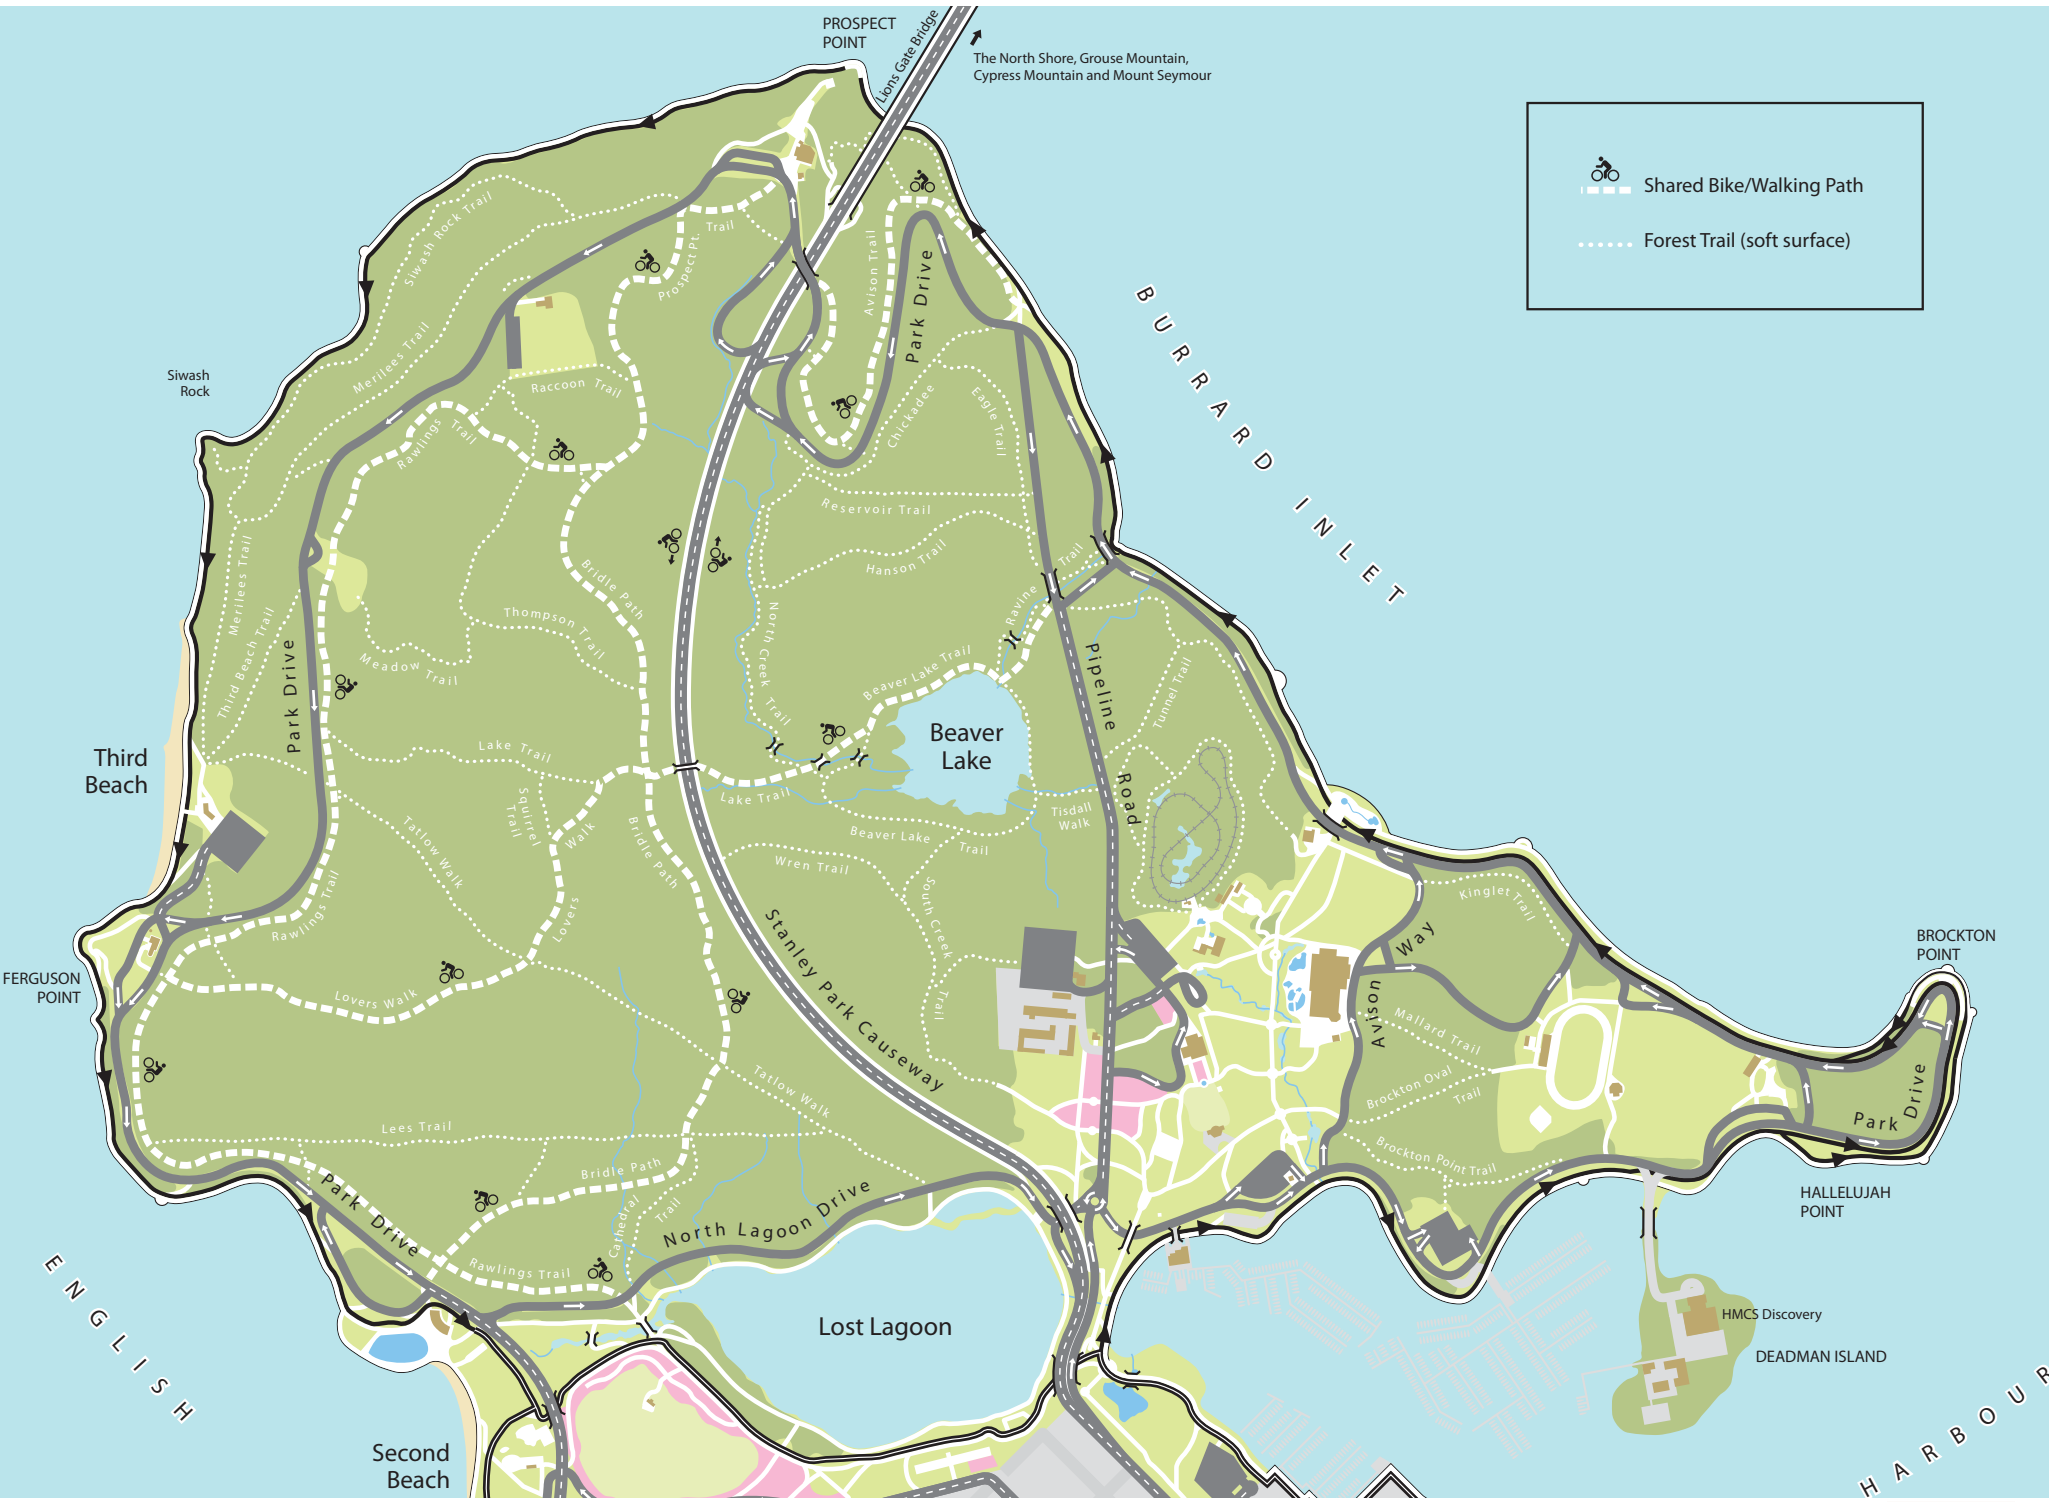 PROSPECT
POINT
Lions Gate Bridge
The North Shore, Grouse Mountain,
Cypress Mountain and Mount Seymour
Shared Bike/Walking Path
Forest Trail (soft surface)
Siwash Rock Trail
Prospect Pt. Trail
Avison Trail
Park Drive
BURRARD INLET
Merilees Trail
Siwash
Rock
Raccoon Trail
Chickadee
Eagle Trail
Rawlings Trail
Reservoir Trail
Hanson Trail
Ravine Trail
Merilees Trail
Third Beach Trail
Bridle Path
Thompson Trail
Meadow Trail
North Creek Trail
Beaver Lake Trail
Pipeline Road
Tunnel Trail
Park Drive
Third
Beach
Lake Trail
Beaver
Lake
Squirrel
Trail
Lake Trail
Tisdall
Walk
Tatlow Walk
Lovers Walk
Bridle Path
Beaver Lake Trail
Wren Trail
South Creek Trail
Rawlings Trail
Stanley Park Causeway
Kinglet Trail
Avison Way
BROCKTON
POINT
FERGUSON
POINT
Lovers Walk
Mallard Trail
Brockton Oval
Trail
Tatlow Walk
Park Drive
Lees Trail
Brockton Point Trail
Bridle Path
Park Drive
Cathedral Trail
North Lagoon Drive
HALLELUJAH
POINT
Rawlings Trail
ENGLISH
Lost Lagoon
HMCS Discovery
DEADMAN ISLAND
Second
Beach
HARBOUR